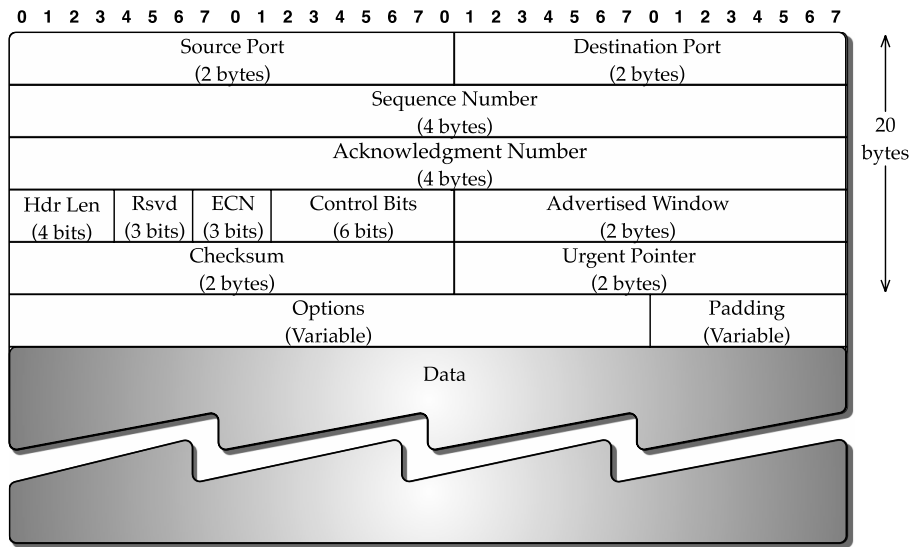 0 1 2 3 7 0 1 2 3 4 5 6 7 0 1 2 3 4 5 6 7 0 1 2 3 4 5 6 7
Source Port Destination Port
(2 bytes) (2 bytes)
Sequence Number
(4 bytes)
20
Acknowledgment Number
bytes
(4 bytes)
Hdr Len Rsvd ECN Control Bits Advertised Window
(4 bits) (3 bits) (3 bits) (6 bits) (2 bytes)
Checksum Urgent Pointer
(2 bytes) (2 bytes)
Options Padding
(Variable) (Variable)
Data